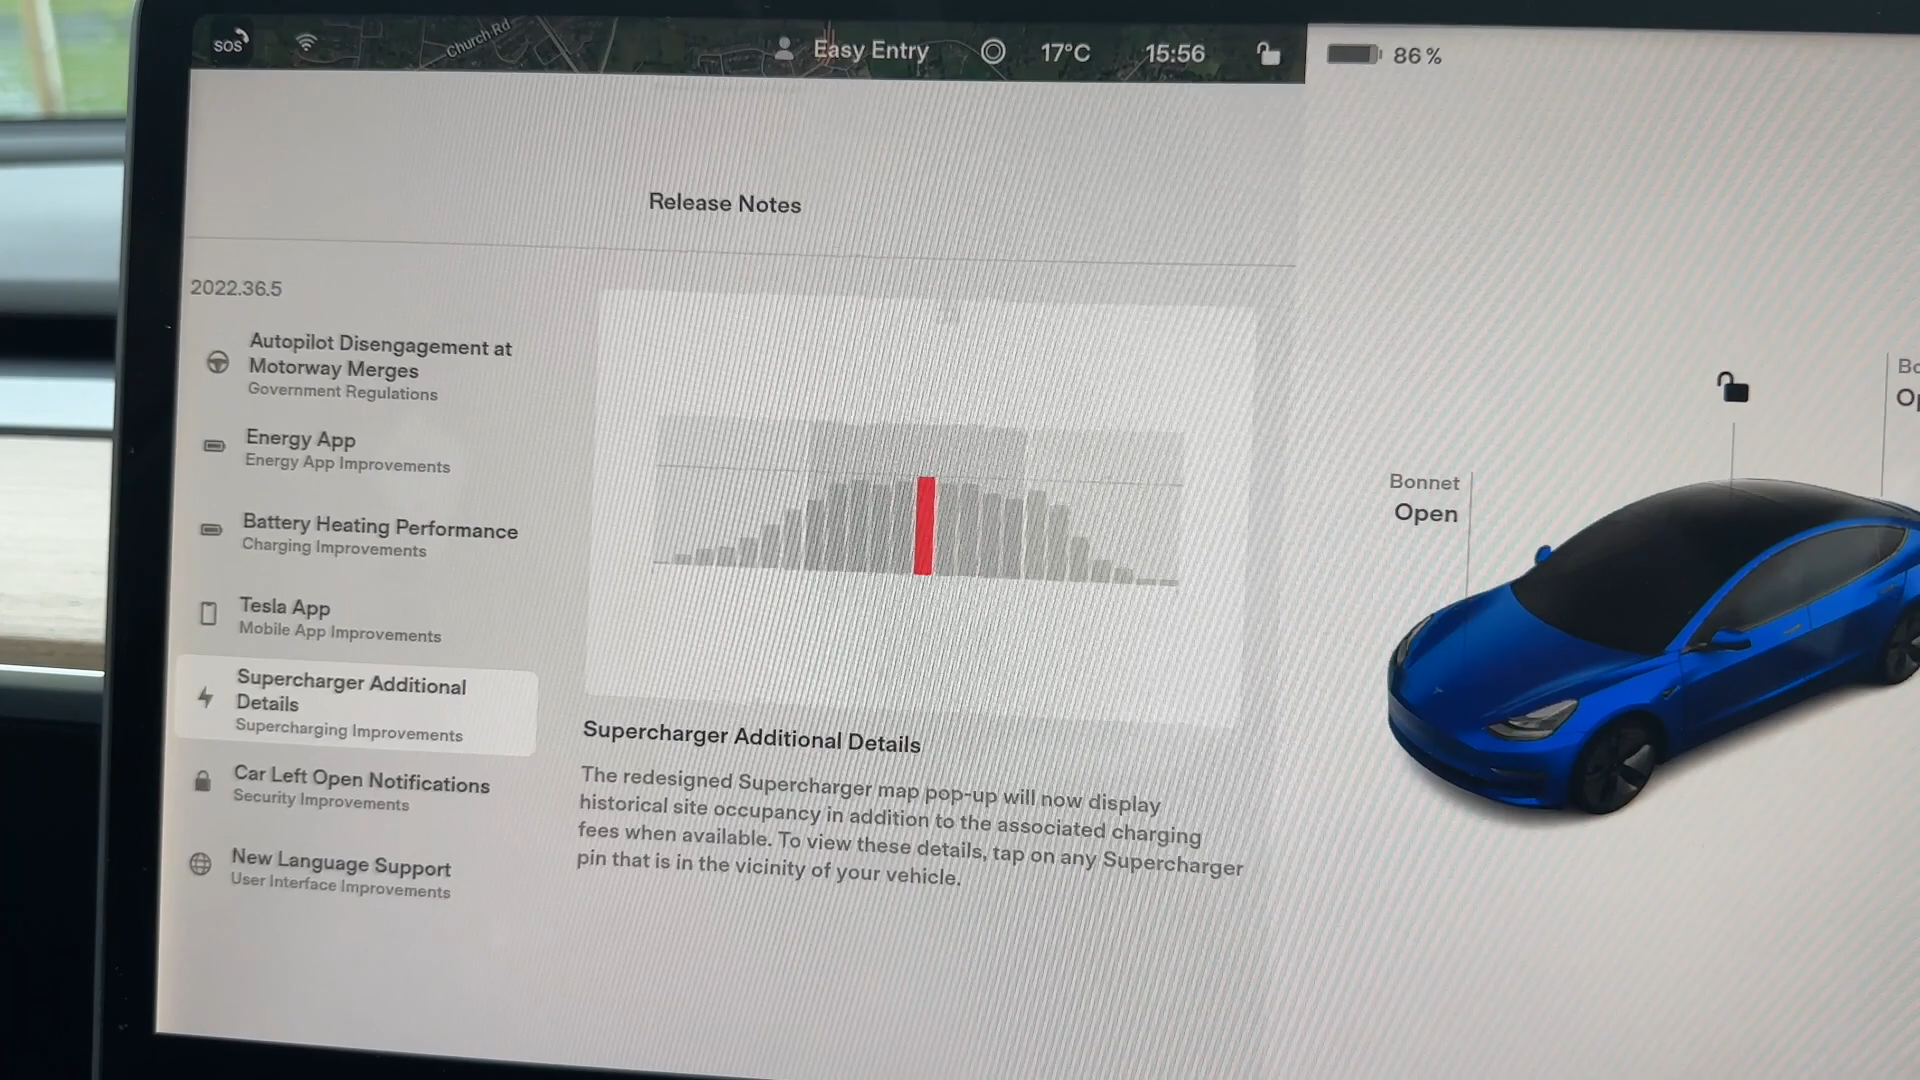 SOS
Church Rd
Easy Entry
17°C
15:56
86 %
Release Notes
2022.36.5
Autopilot Disengagement at
Motorway Merges
Government Regulations
Energy App
Energy App Improvements
Battery Heating Performance
Charging Improvements
Tesla App
Mobile App Improvements
Supercharger Additional
Details
Supercharging Improvements
Car Left Open Notifications
Security Improvements
New Language Support
User Interface Improvements
Supercharger Additional Details
The redesigned Supercharger map pop-up will now display
historical site occupancy in addition to the associated charging
fees when available. To view these details, tap on any Supercharger
pin that is in the vicinity of your vehicle.
Bonnet
Open